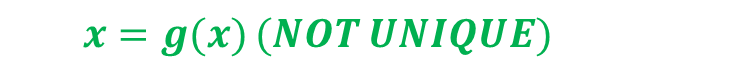 x = g(x) (NOT UNIQUE)